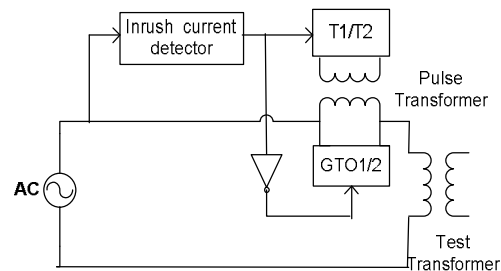 Inrush current
detector
T1/T2
Pulse
Transformer
GTO1/2
AC
Test
Transformer